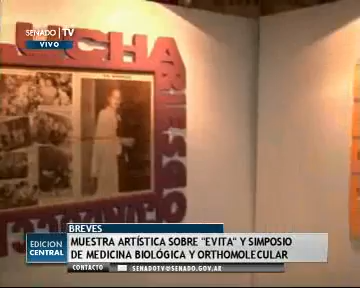 SENADO TV
VIVO
LUCHA
RIESGO
BREVES
EDICION
CENTRAL
MUESTRA ARTÍSTICA SOBRE "EVITA" Y SIMPOSIO
DE MEDICINA BIOLÓGICA Y ORTHOMOLECULAR
CONTACTO SENADOTV@SENADO.GOV.AR